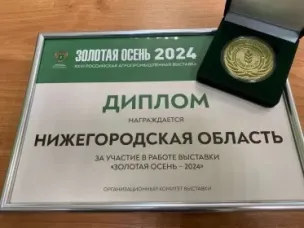 ЗОЛОТАЯ ОСЕНЬ 2024
ВСЕРОССИЙСКАЯ АГРОПРОМЫШЛЕННАЯ ВЫСТАВКА
ДИПЛОМ
НАГРАЖДАЕТСЯ
НИЖЕГОРОДСКАЯ ОБЛАСТЬ
ЗА УЧАСТИЕ В РАБОТЕ ВЫСТАВКИ
«ЗОЛОТАЯ ОСЕНЬ – 2024»
ОРГАНИЗАЦИОННЫЙ КОМИТЕТ ВЫСТАВКИ